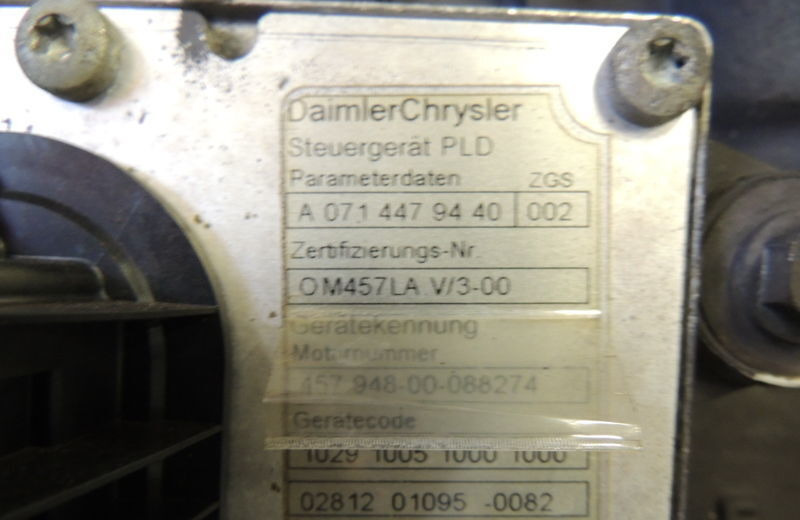 DaimlerChrysler
Steuergerät PLD
Parameterdaten ZGS
A 071 447 94 40 002
Zertifizierungs-Nr.
OM457LA V/3-00
Gerätekennung
Motornummer
457 948-00-088274
Gerätecode
1029 1005 1000 1000
02812 01095 -0082